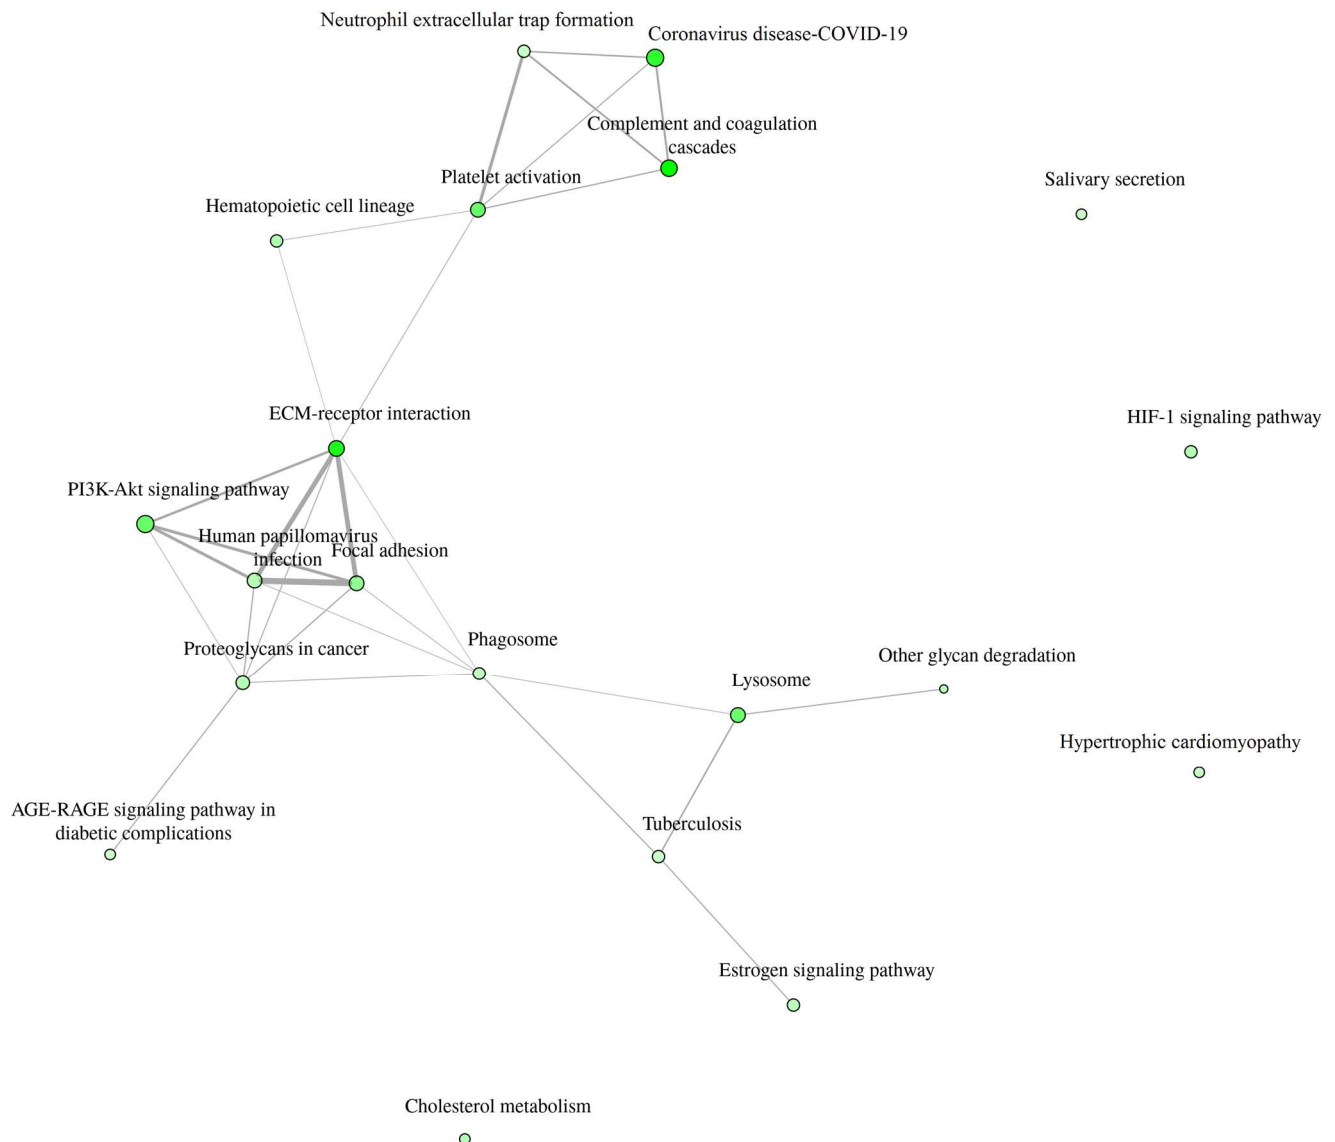 Neutrophil extracellular trap formation
Coronavirus disease-COVID-19
Complement and coagulation
cascades
Platelet activation
Salivary secretion
Hematopoietic cell lineage
ECM-receptor interaction
HIF-1 signaling pathway
PI3K-Akt signaling pathway
Human papillomavirus
infection
Focal adhesion
Proteoglycans in cancer
Phagosome
Other glycan degradation
Lysosome
Hypertrophic cardiomyopathy
AGE-RAGE signaling pathway in
diabetic complications
Tuberculosis
Estrogen signaling pathway
Cholesterol metabolism